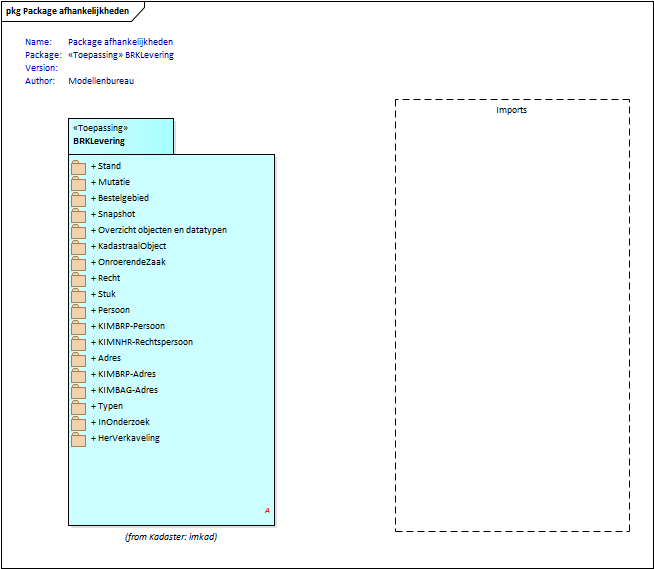 pkg Package afhankelijkheden
Name: Package afhankelijkheden
Package: «Toepassing» BRKLevering
Version:
Author: Modellenbureau
Imports
«Toepassing»
BRKLevering
+ Stand
+ Mutatie
+ Bestelgebied
+ Snapshot
+ Overzicht objecten en datatypen
+ KadastraalObject
+ OnroerendeZaak
+ Recht
+ Stuk
+ Persoon
+ KIMBRP-Persoon
+ KIMNHR-Rechtspersoon
+ Adres
+ KIMBRP-Adres
+ KIMBAG-Adres
+ Typen
+ InOnderzoek
+ HerVerkaveling
A
(from Kadaster: imkad)